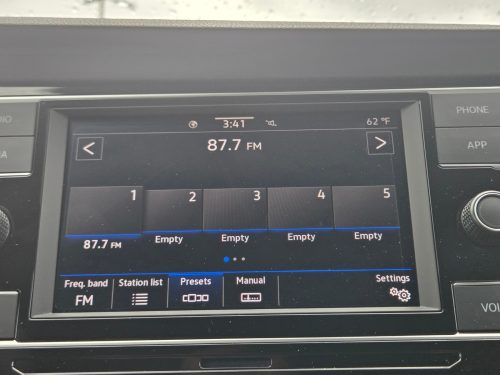 3:41
62 °F
87.7 FM
PHONE
APP
1
2
3
4
5
87.7 FM
Empty
Empty
Empty
Empty
Freq. band
FM
Station list
Presets
Manual
Settings